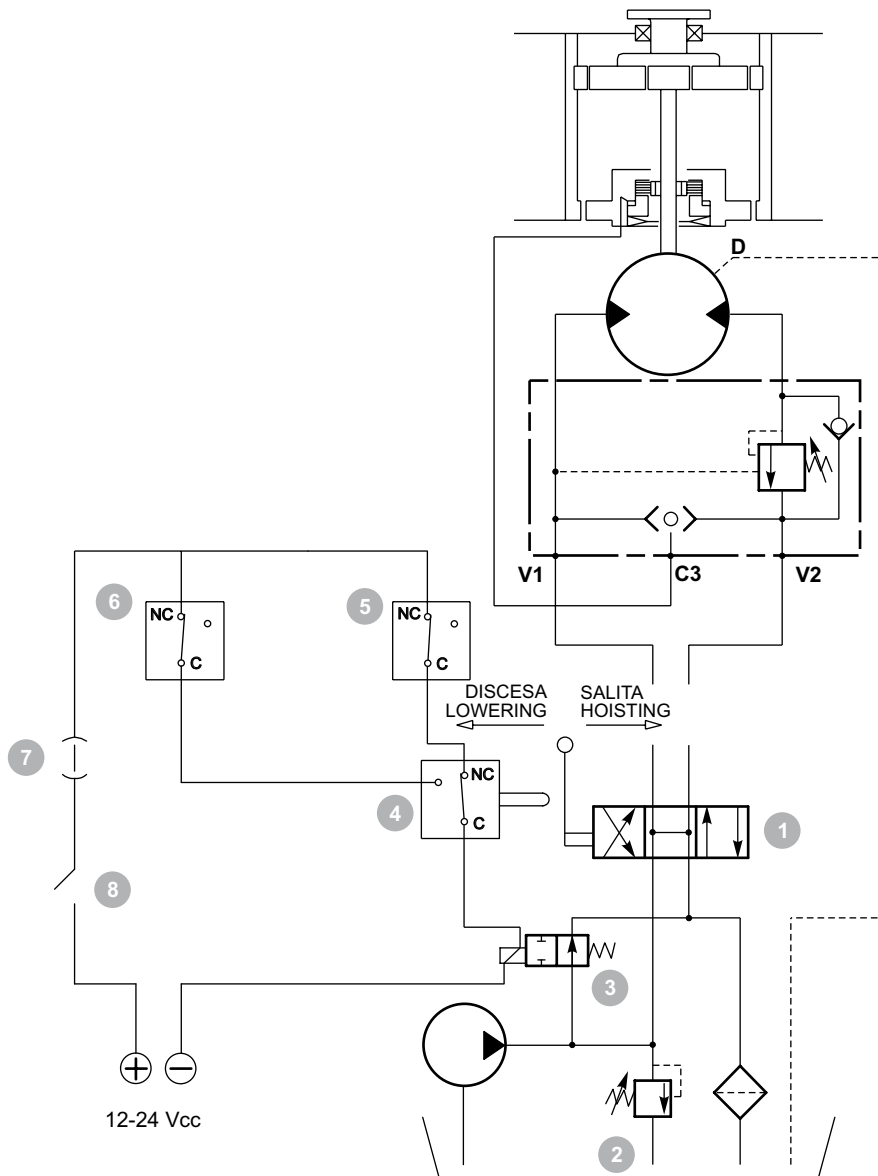 D
V1
C3
V2
6
NC
C
5
NC
C
DISCESA
LOWERING
SALITA
HOISTING
7
NC
4
C
1
8
3
+
−
12-24 Vcc
2